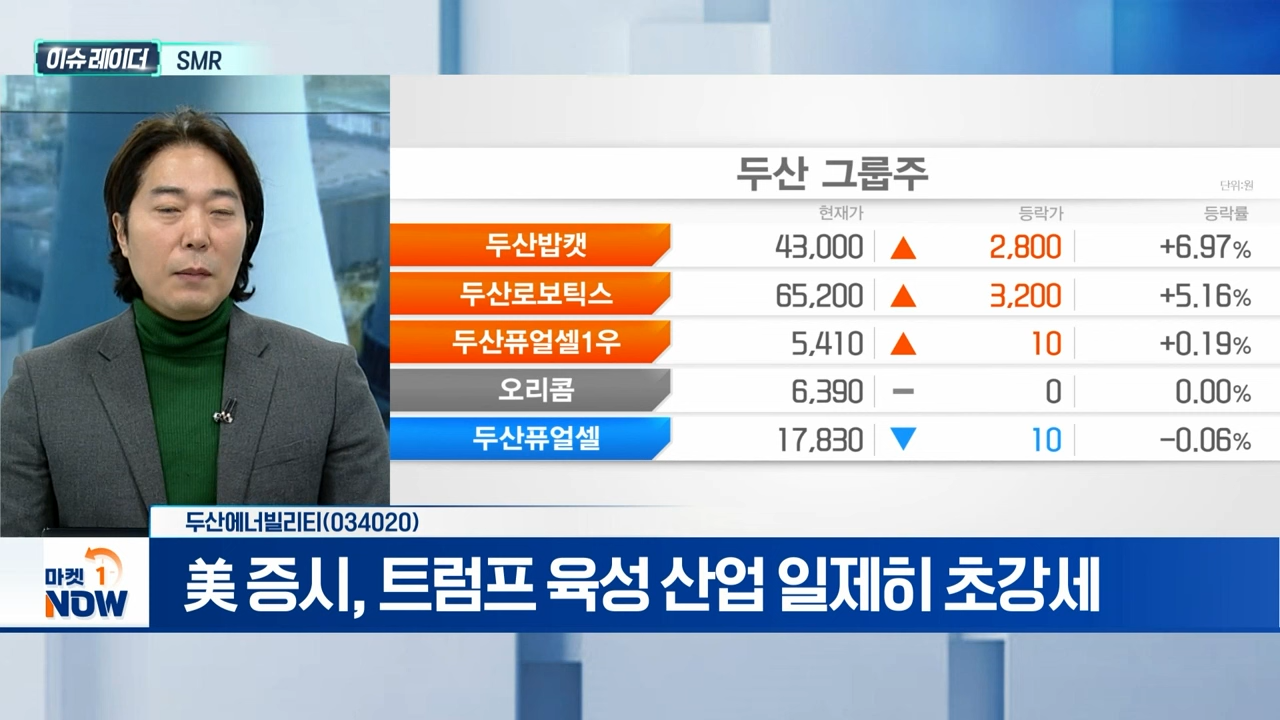 이슈레이더 SMR
두산 그룹주
단위:원
현재가 등락가 등락률
두산밥캣 43,000 ▲ 2,800 +6.97%
두산로보틱스 65,200 ▲ 3,200 +5.16%
두산퓨얼셀1우 5,410 ▲ 10 +0.19%
오리콤 6,390 - 0 0.00%
두산퓨얼셀 17,830 ▼ 10 -0.06%
두산에너빌리티(034020)
마켓 1
NOW
美 증시, 트럼프 육성 산업 일제히 초강세